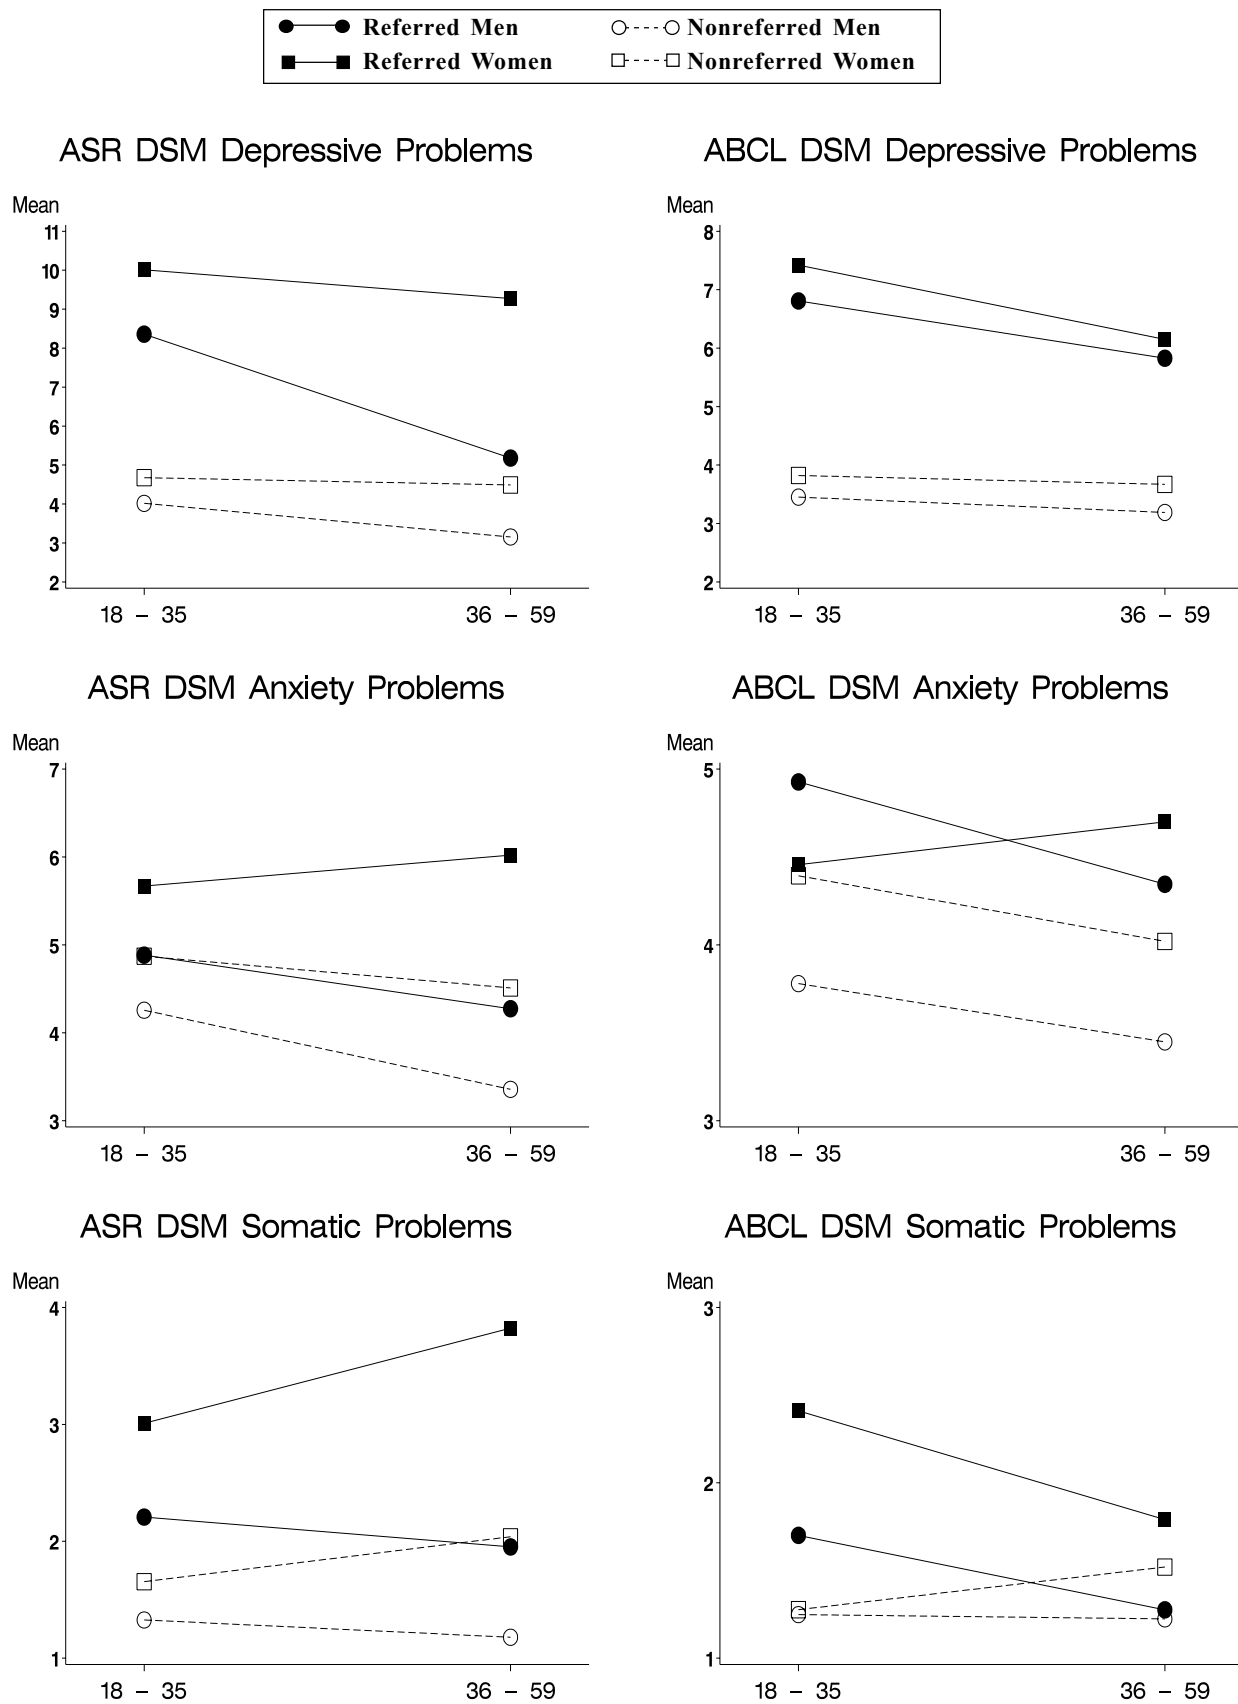 Referred Men
Nonreferred Men
Referred Women
Nonreferred Women
ASR DSM Depressive Problems
Mean
11
10
9
8
7
6
5
4
3
2
18 – 35
36 – 59
ABCL DSM Depressive Problems
Mean
8
7
6
5
4
3
2
18 – 35
36 – 59
ASR DSM Anxiety Problems
Mean
7
6
5
4
3
18 – 35
36 – 59
ABCL DSM Anxiety Problems
Mean
5
4
3
18 – 35
36 – 59
ASR DSM Somatic Problems
Mean
4
3
2
1
18 – 35
36 – 59
ABCL DSM Somatic Problems
Mean
3
2
1
18 – 35
36 – 59